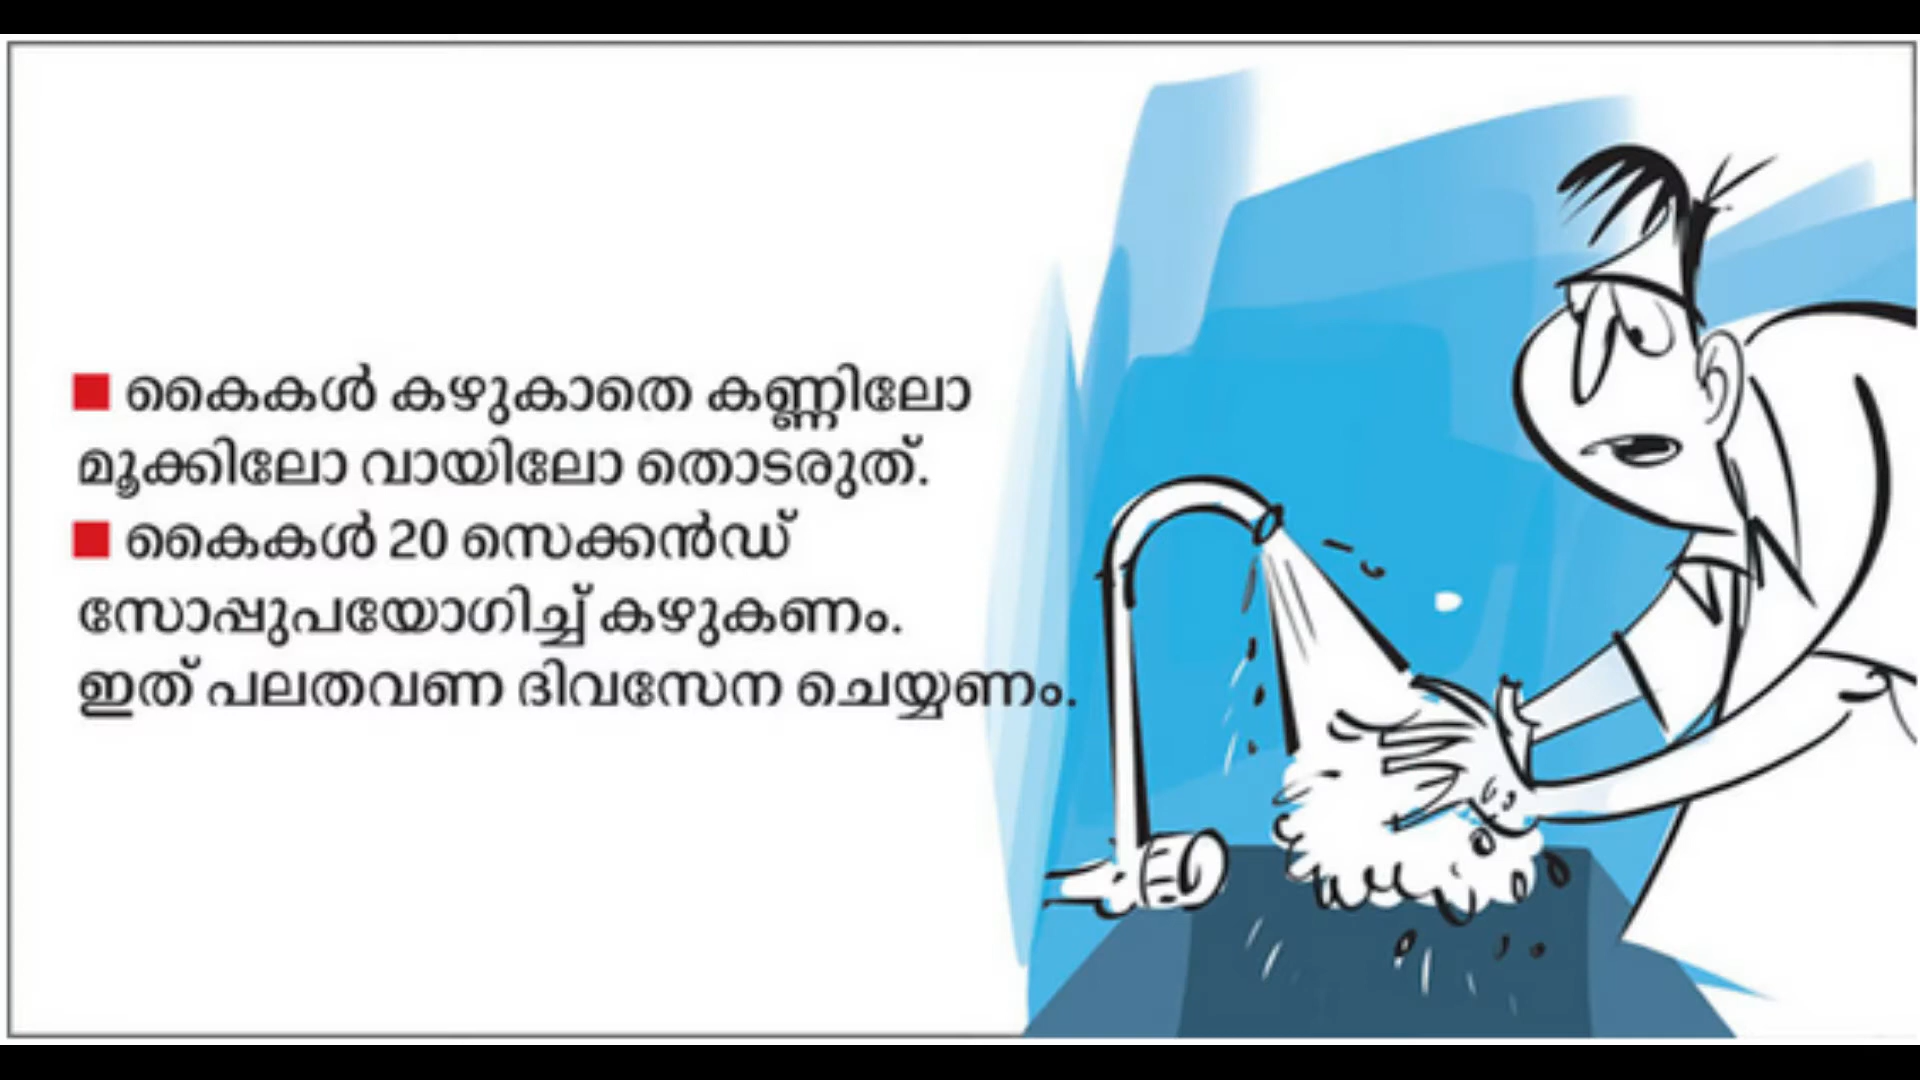 കൈകൾ കഴുകാതെ കണ്ണിലോ
മൂക്കിലോ വായിലോ തൊടരുത്.
കൈകൾ 20 സെക്കൻഡ്
സോപ്പുപയോഗിച്ച് കഴുകണം.
ഇത് പലതവണ ദിവസേന ചെയ്യണം.